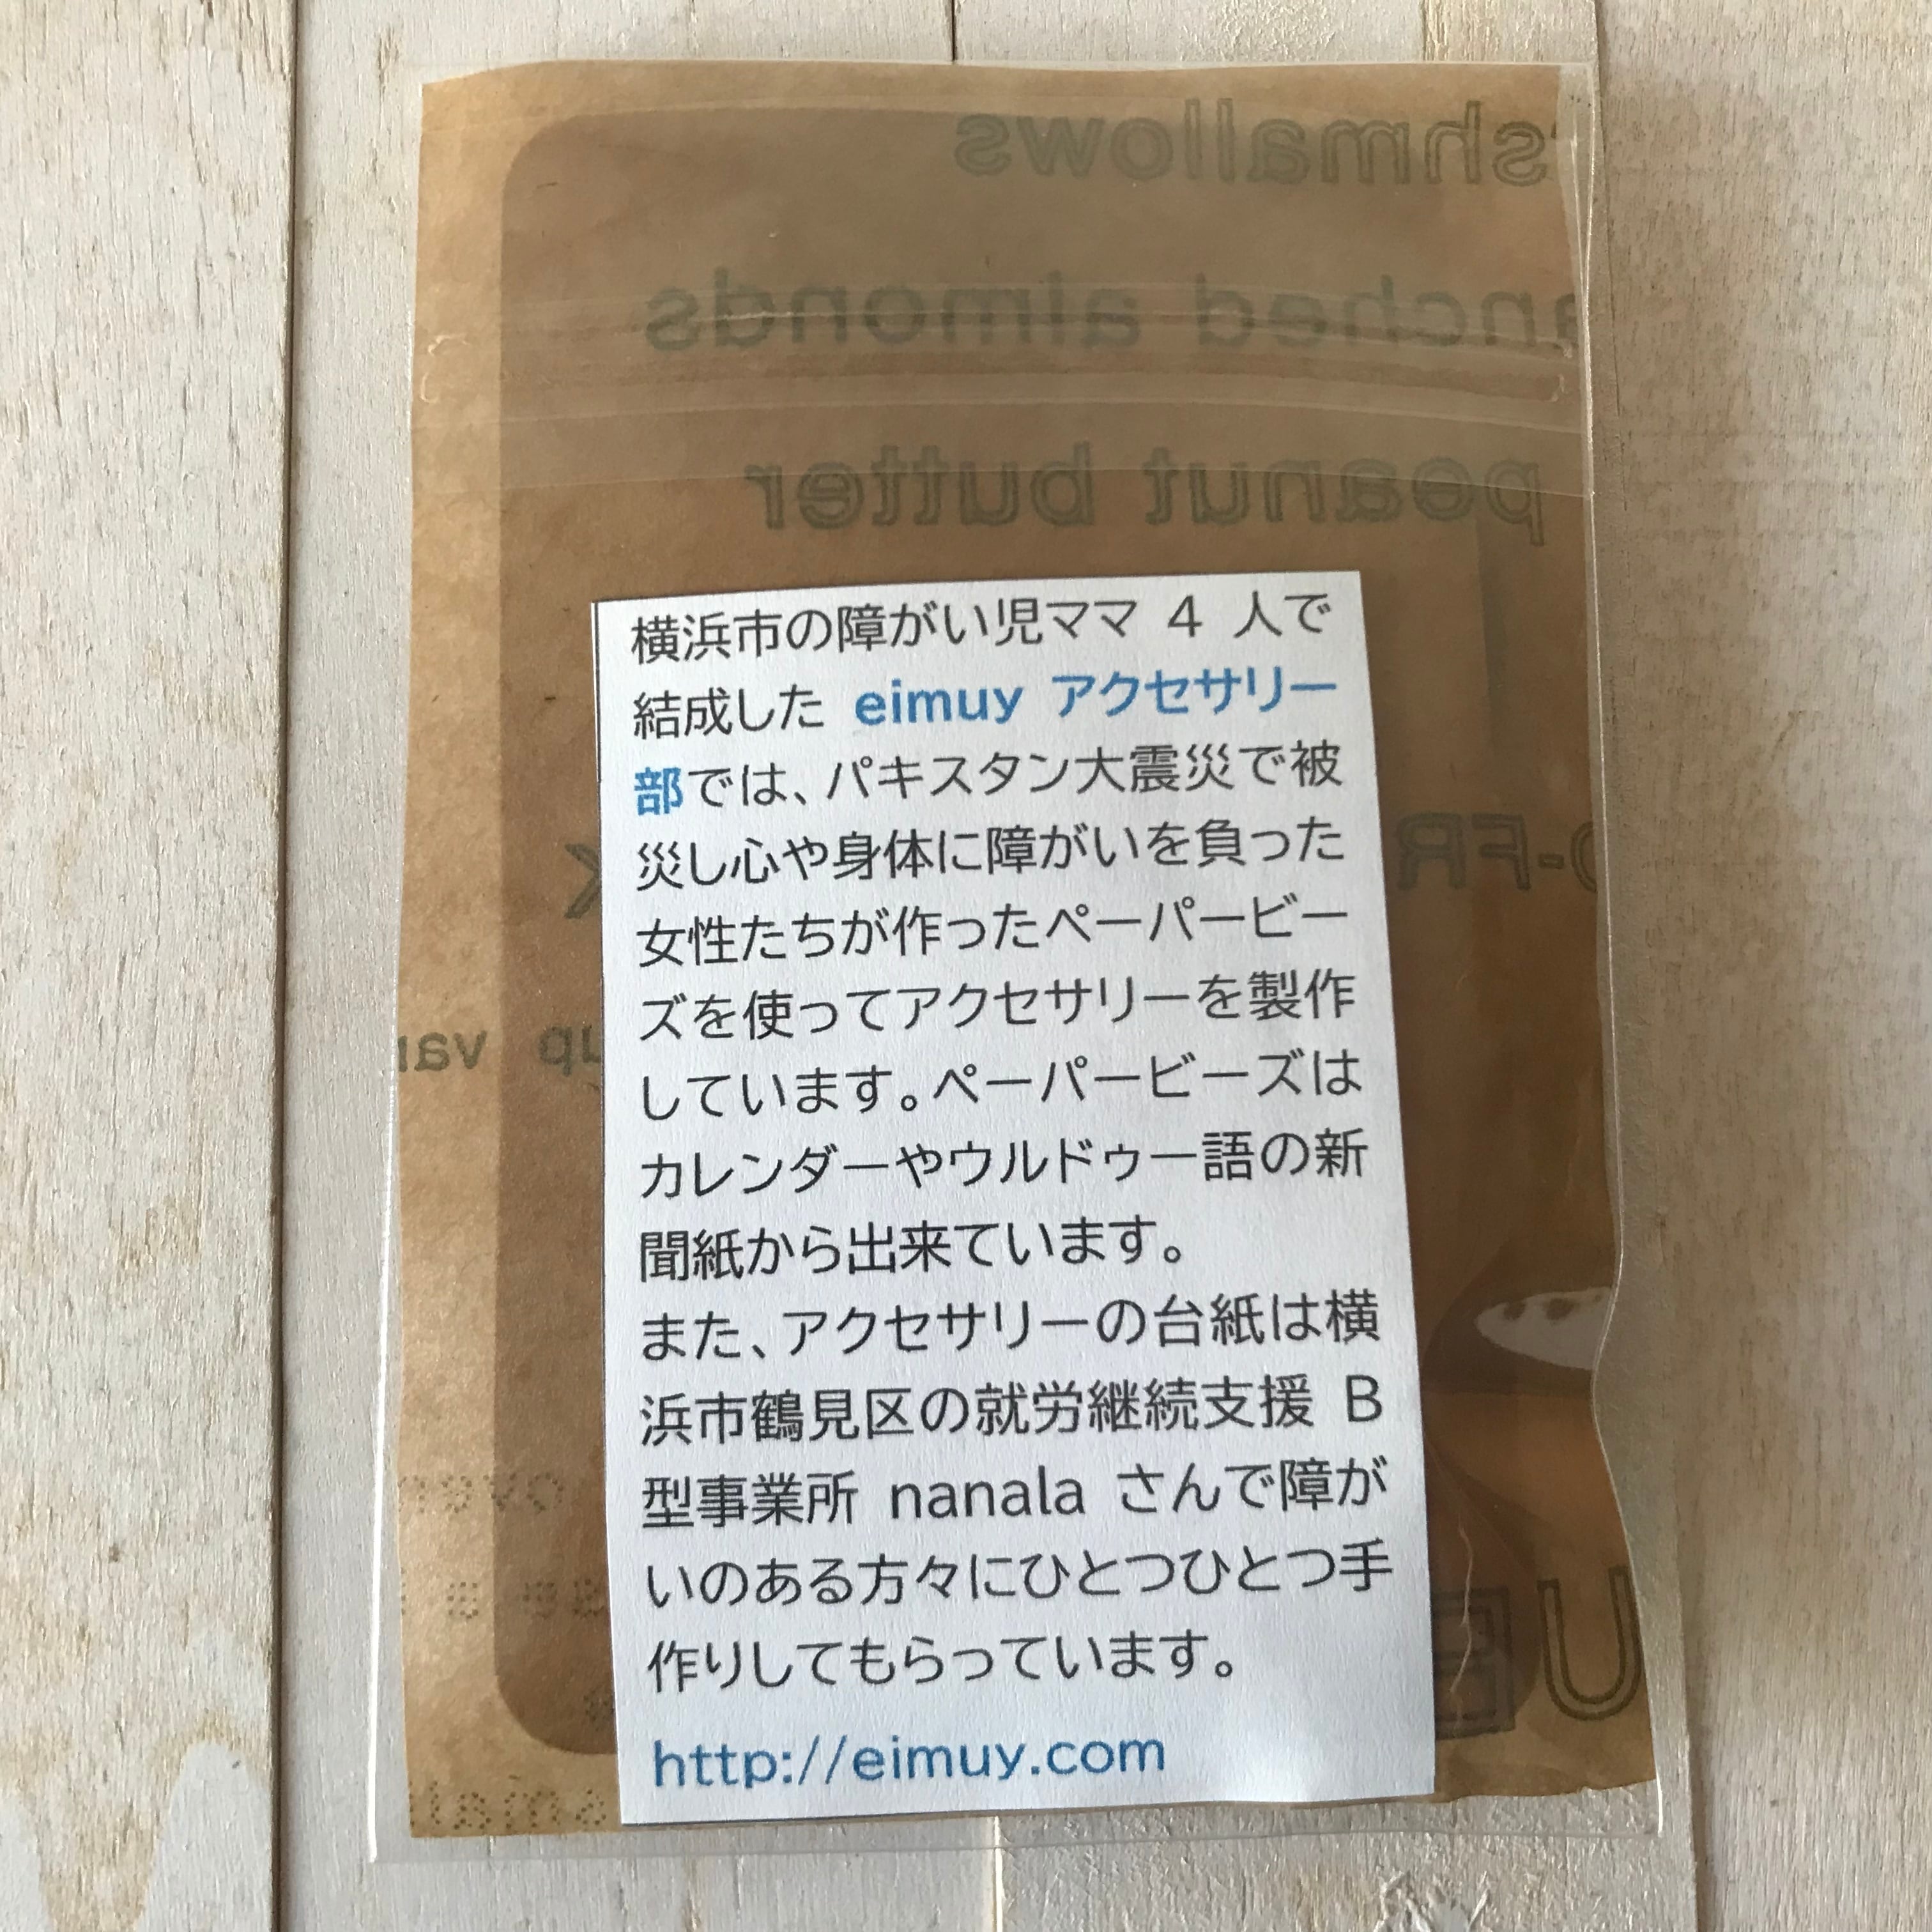 shmallows
anched almonds
peanut butter
横浜市の障がい児ママ 4 人で
結成した eimuy アクセサリー
部では、パキスタン大震災で被
災し心や身体に障がいを負った
女性たちが作ったペーパービー
ズを使ってアクセサリーを製作
しています。ペーパービーズは
カレンダーやウルドゥー語の新
聞紙から出来ています。
また、アクセサリーの台紙は横
浜市鶴見区の就労継続支援 B
型事業所 nanala さんで障が
いのある方々にひとつひとつ手
作りしてもらっています。
http://eimuy.com